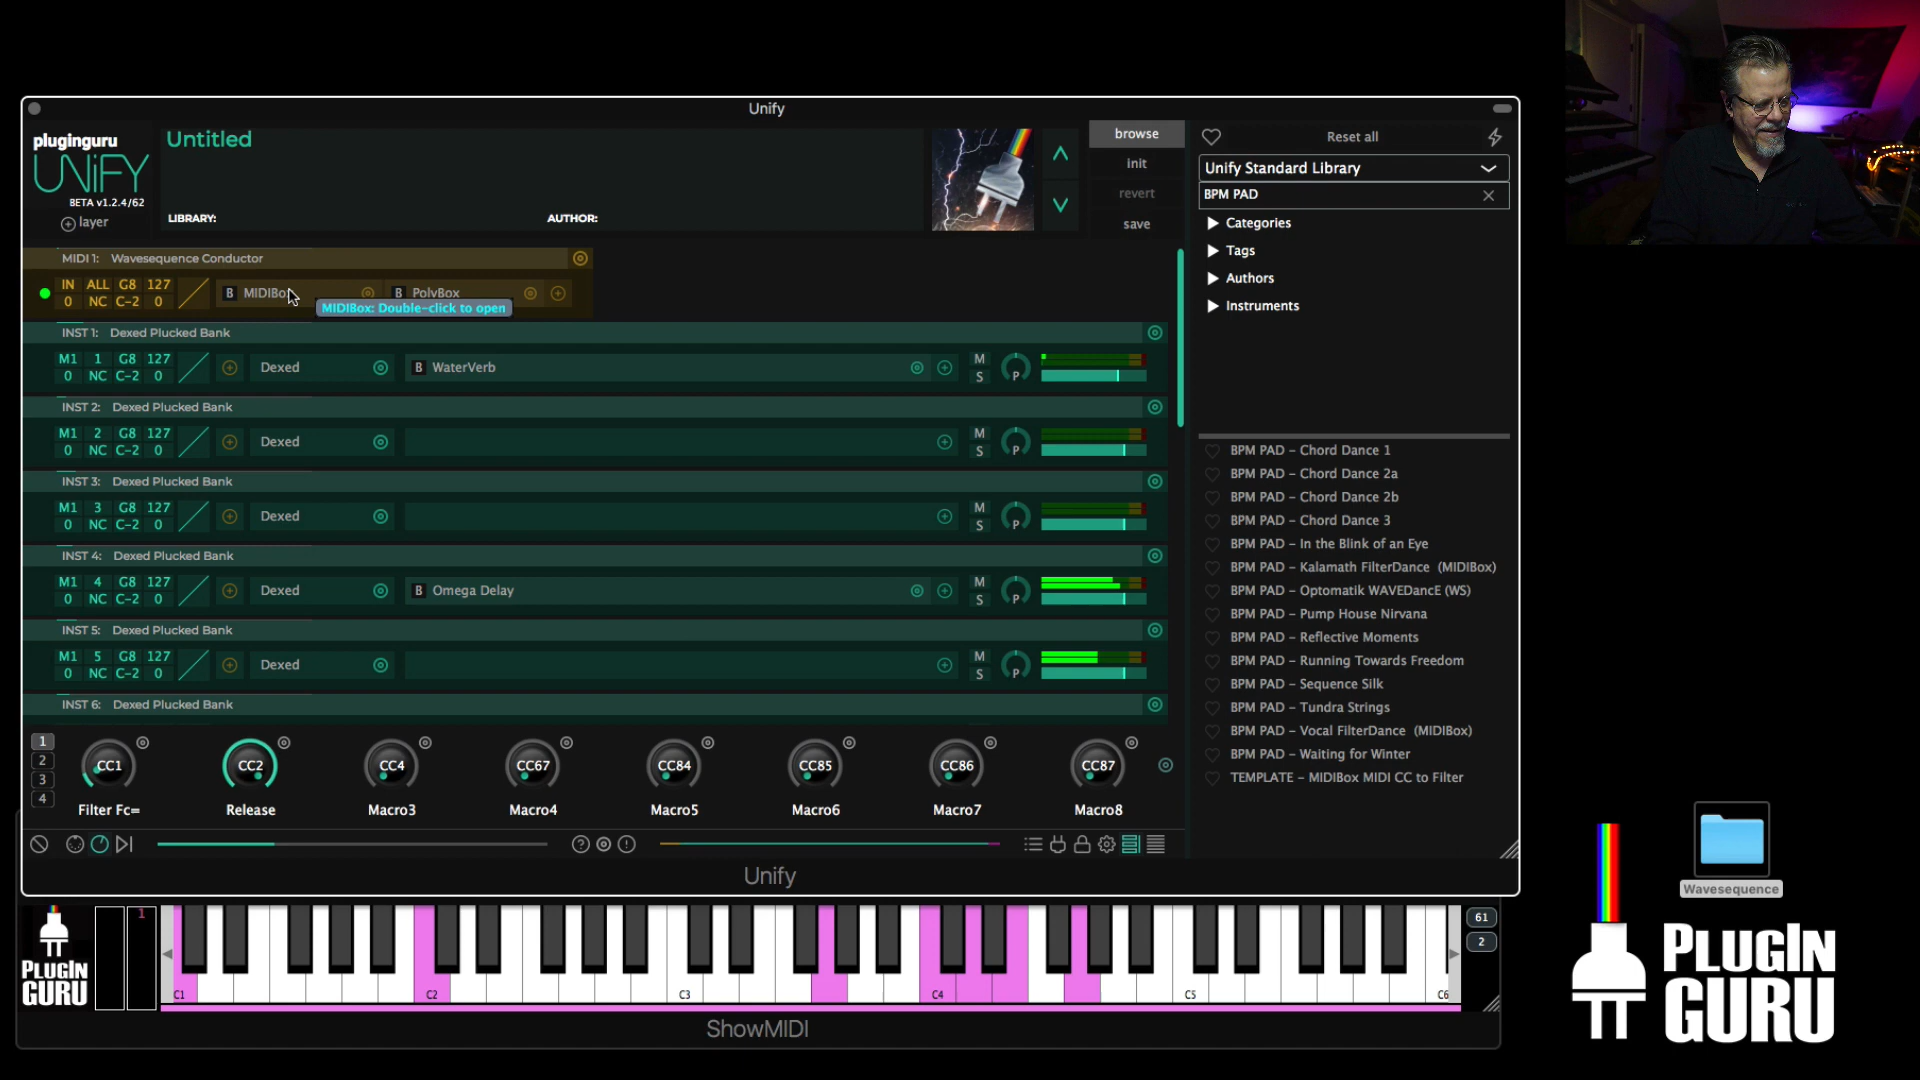 Unify
pluginguru
UNiFY
BETA v1.2.4/62
layer
Untitled
LIBRARY:
AUTHOR:
browse
init
revert
save
Reset all
Unify Standard Library
BPM PAD
Categories
Tags
Authors
Instruments
MIDI 1: Wavesequence Conductor
IN ALL G8 127
0 NC C-2 0
B MIDIBox
B PolyBox
MIDIBox: Double-click to open
INST 1: Dexed Plucked Bank
M1 1 G8 127
0 NC C-2 0
Dexed
B WaterVerb
M
S
P
INST 2: Dexed Plucked Bank
M1 2 G8 127
0 NC C-2 0
Dexed
M
S
P
INST 3: Dexed Plucked Bank
M1 3 G8 127
0 NC C-2 0
Dexed
M
S
P
INST 4: Dexed Plucked Bank
M1 4 G8 127
0 NC C-2 0
Dexed
B Omega Delay
M
S
P
INST 5: Dexed Plucked Bank
M1 5 G8 127
0 NC C-2 0
Dexed
M
S
P
INST 6: Dexed Plucked Bank
BPM PAD - Chord Dance 1
BPM PAD - Chord Dance 2a
BPM PAD - Chord Dance 2b
BPM PAD - Chord Dance 3
BPM PAD - In the Blink of an Eye
BPM PAD - Kalamath FilterDance (MIDIBox)
BPM PAD - Optomatik WAVEDancE (WS)
BPM PAD - Pump House Nirvana
BPM PAD - Reflective Moments
BPM PAD - Running Towards Freedom
BPM PAD - Sequence Silk
BPM PAD - Tundra Strings
BPM PAD - Vocal FilterDance (MIDIBox)
BPM PAD - Waiting for Winter
TEMPLATE - MIDIBox MIDI CC to Filter
1
2
3
4
CC1
CC2
CC4
CC67
CC84
CC85
CC86
CC87
Filter Fc=
Release
Macro3
Macro4
Macro5
Macro6
Macro7
Macro8
Unify
1
PLUGIN
GURU
C1
C2
C3
C4
C5
C6
61
2
ShowMIDI
Wavesequence
PLUGIN
GURU